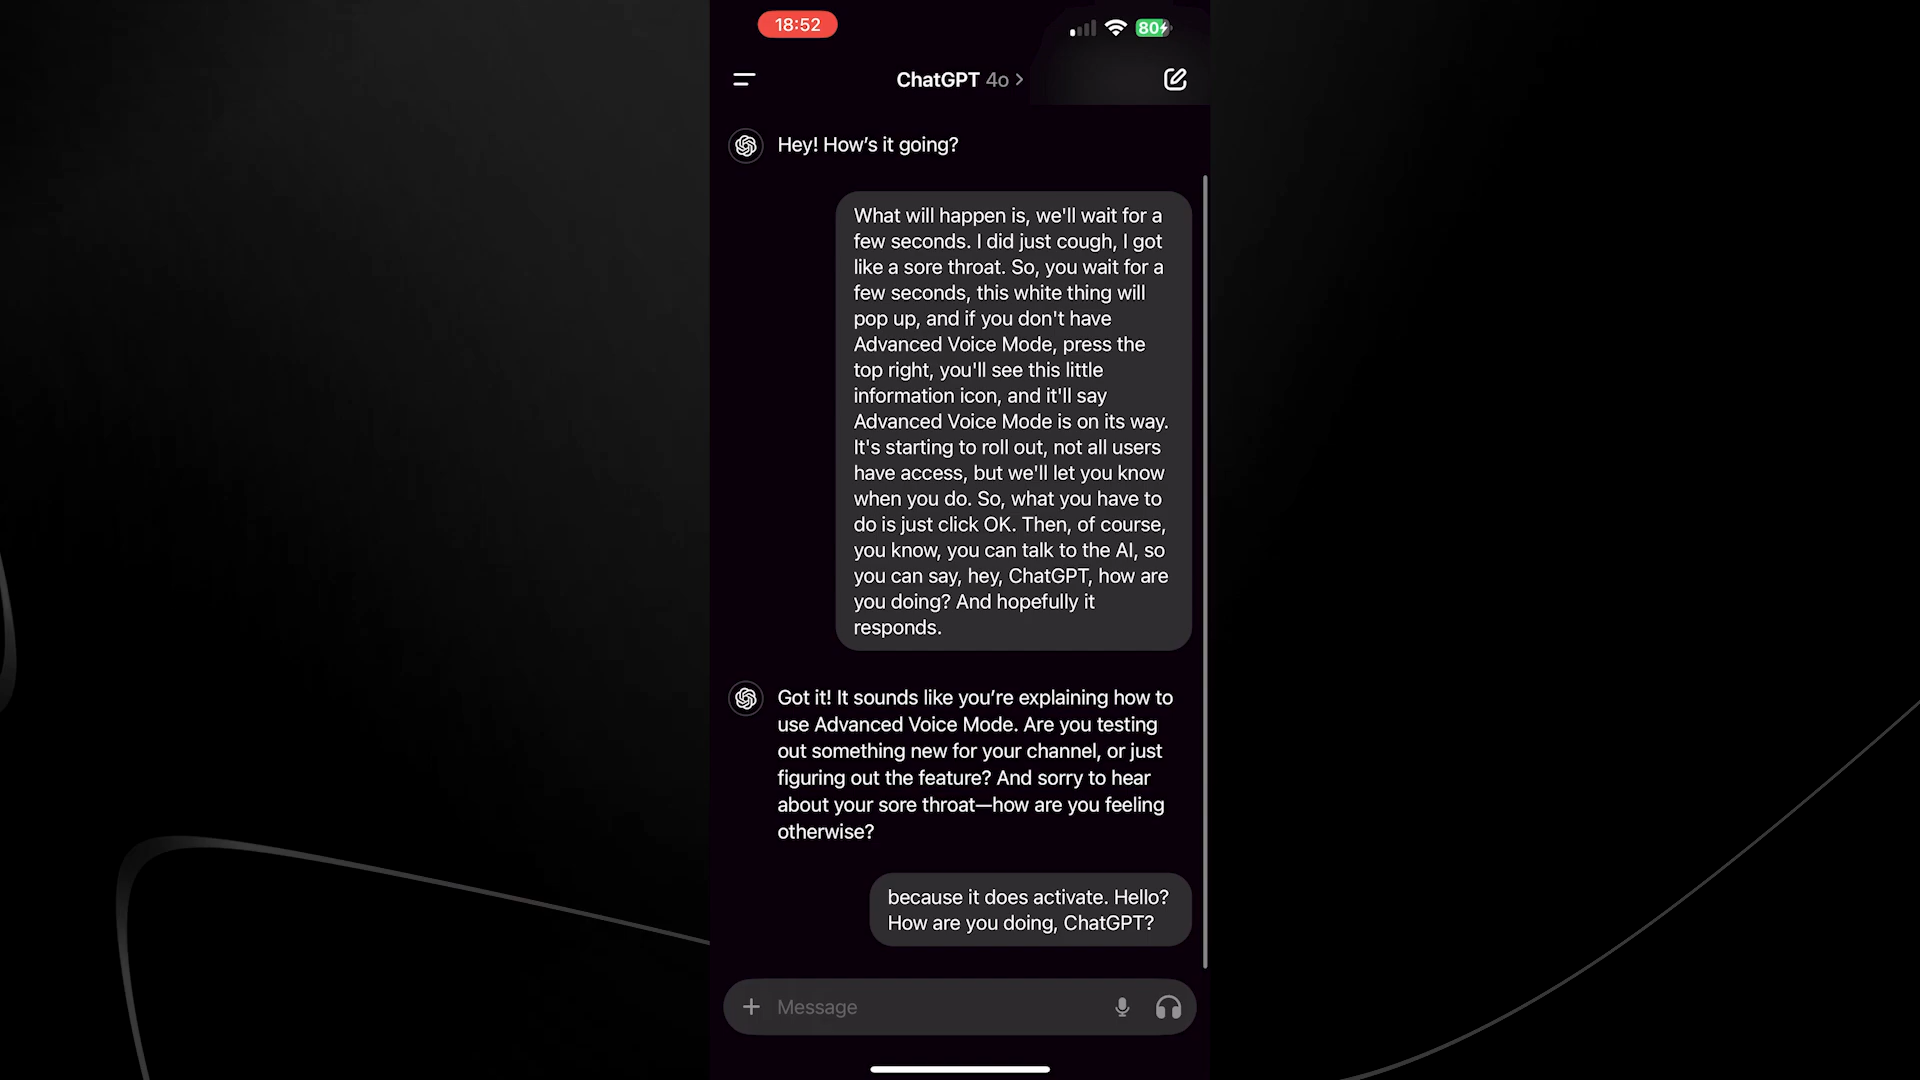 18:52
80
ChatGPT 4o >
Hey! How’s it going?
What will happen is, we'll wait for a
few seconds. I did just cough, I got
like a sore throat. So, you wait for a
few seconds, this white thing will
pop up, and if you don't have
Advanced Voice Mode, press the
top right, you'll see this little
information icon, and it'll say
Advanced Voice Mode is on its way.
It's starting to roll out, not all users
have access, but we'll let you know
when you do. So, what you have to
do is just click OK. Then, of course,
you know, you can talk to the AI, so
you can say, hey, ChatGPT, how are
you doing? And hopefully it
responds.
Got it! It sounds like you’re explaining how to
use Advanced Voice Mode. Are you testing
out something new for your channel, or just
figuring out the feature? And sorry to hear
about your sore throat—how are you feeling
otherwise?
because it does activate. Hello?
How are you doing, ChatGPT?
Message